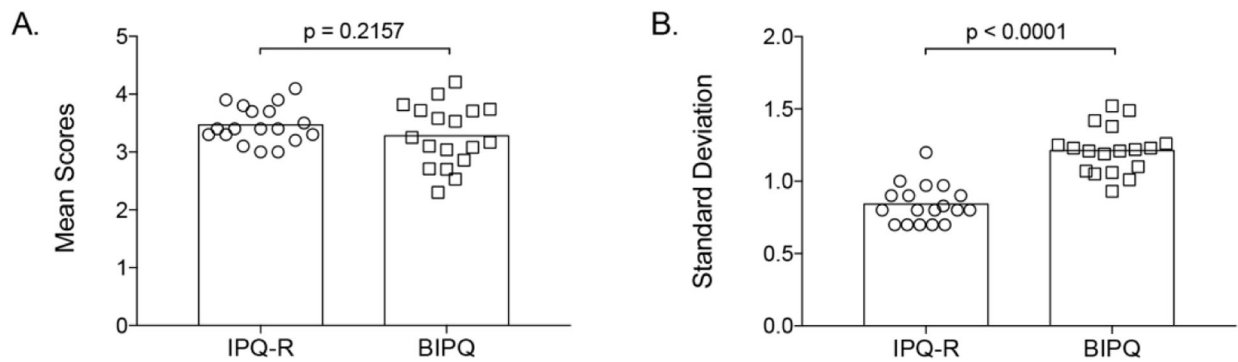 A.
p = 0.2157
Mean Scores
5
4
3
2
1
0
IPQ-R BIPQ
B.
p < 0.0001
Standard Deviation
2.0
1.5
1.0
0.5
0.0
IPQ-R BIPQ